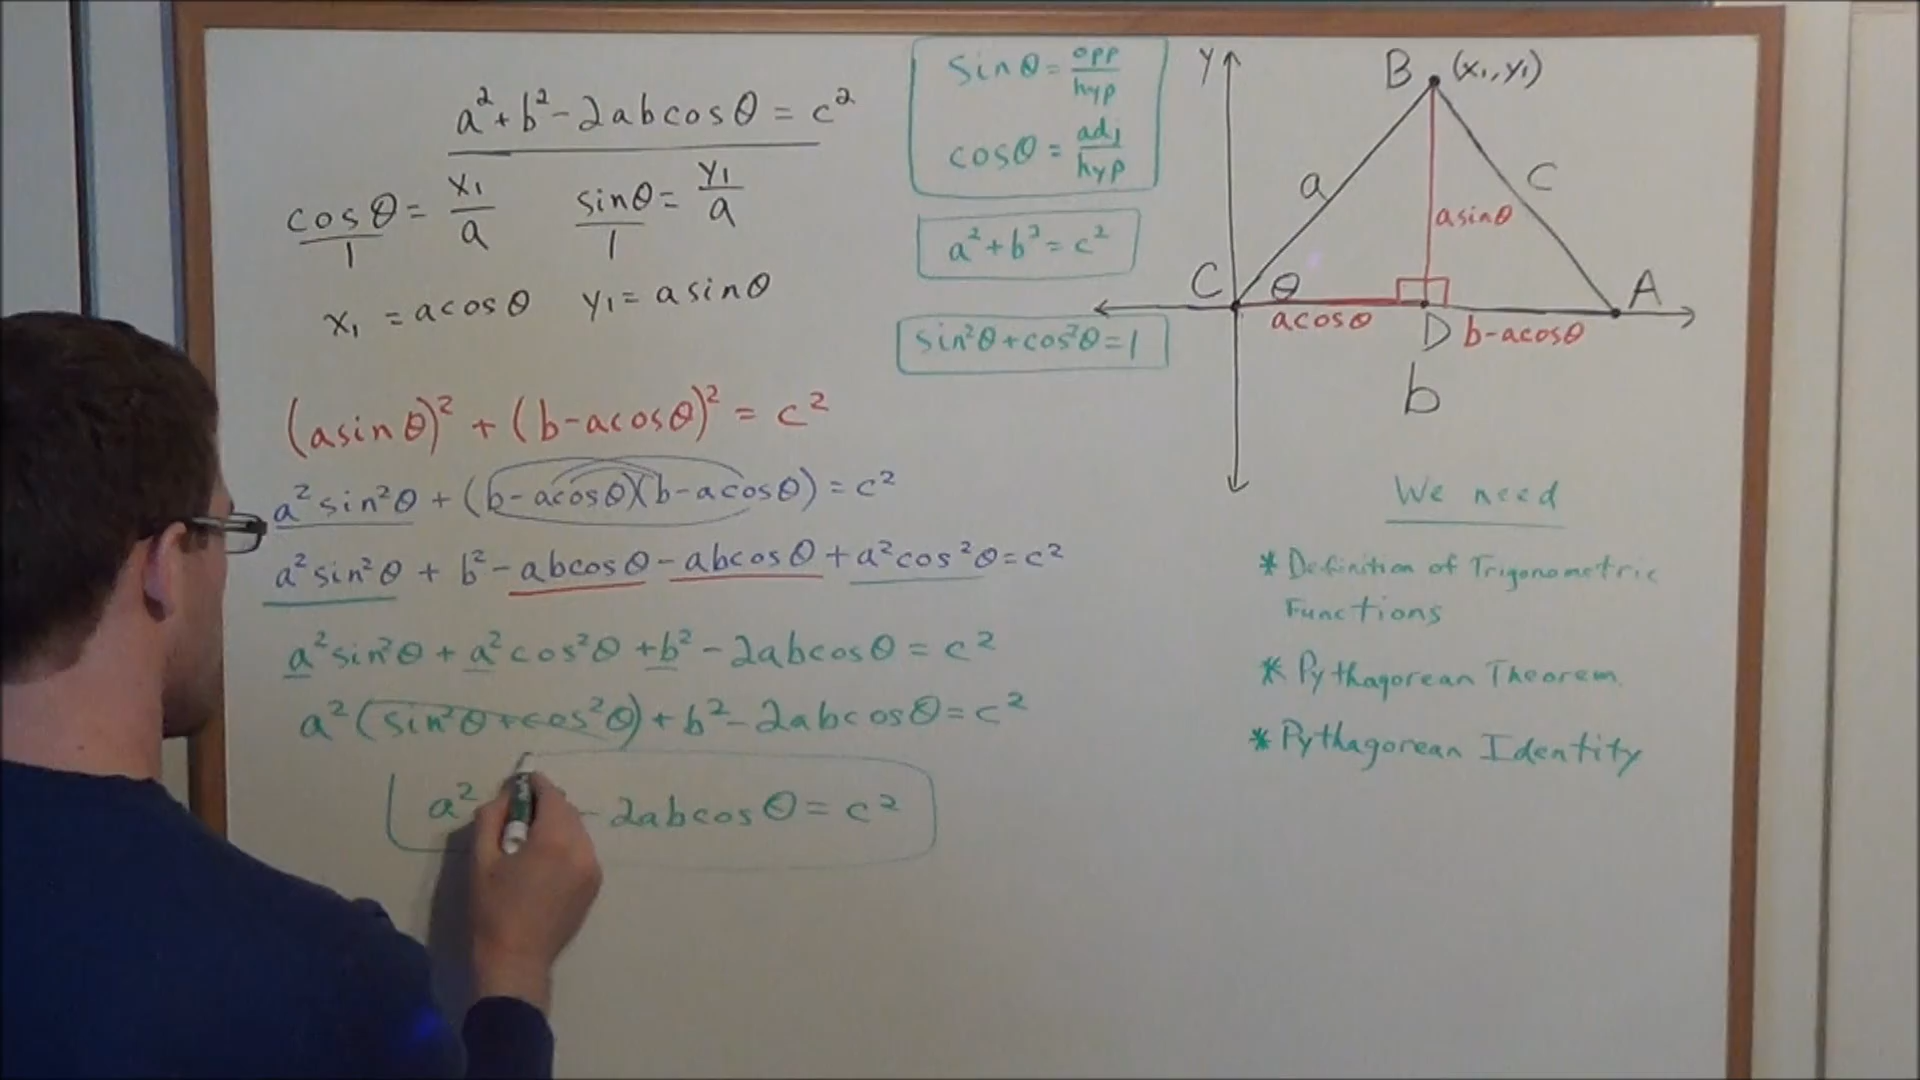 a²+b²-2abcosθ = c²
cosθ/1 = x₁/a
sinθ/1 = y₁/a
x₁ = acosθ
y₁ = asinθ
(asinθ)² + (b-acosθ)² = c²
a²sin²θ + (b-acosθ)(b-acosθ) = c²
a²sin²θ + b² - abcosθ - abcosθ + a²cos²θ = c²
a²sin²θ + a²cos²θ + b² - 2abcosθ = c²
a²(sin²θ+cos²θ) + b² - 2abcosθ = c²
a² - 2abcosθ = c²
sinθ = opp/hyp
cosθ = adj/hyp
a²+b²=c²
sin²θ+cos²θ=1
y
B (x₁,y₁)
a
c
asinθ
C θ A
acosθ D b-acosθ
b
We need
* Definition of Trigonometric
Functions
* Pythagorean Theorem
* Pythagorean Identity